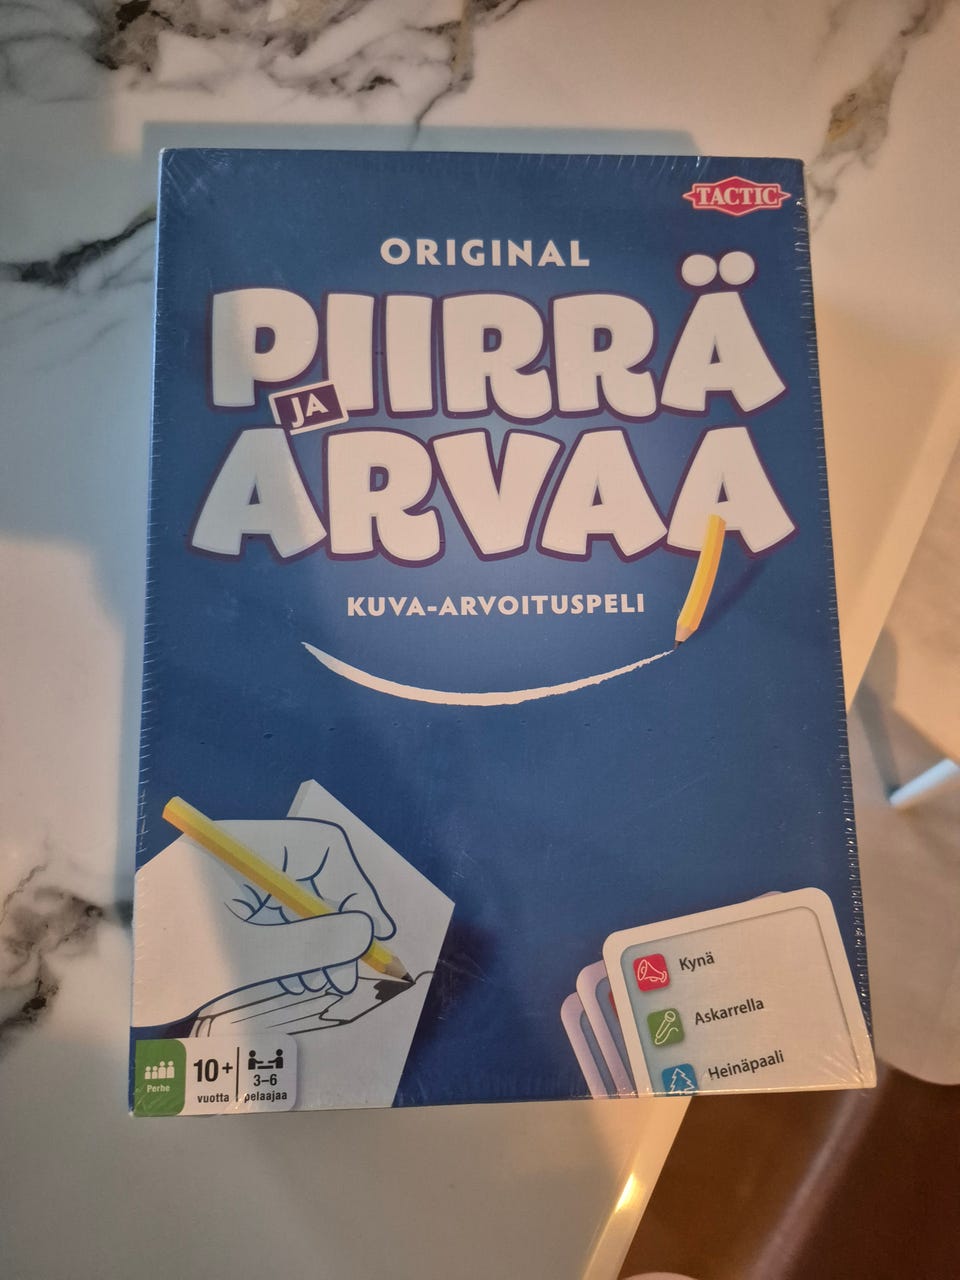 TACTIC
ORIGINAL
PIIRRÄ
JA
ARVAA
KUVA-ARVOITUSPELI
Kynä
Askarrella
Heinäpaali
Perhe
10+
vuotta
3–6
pelaajaa